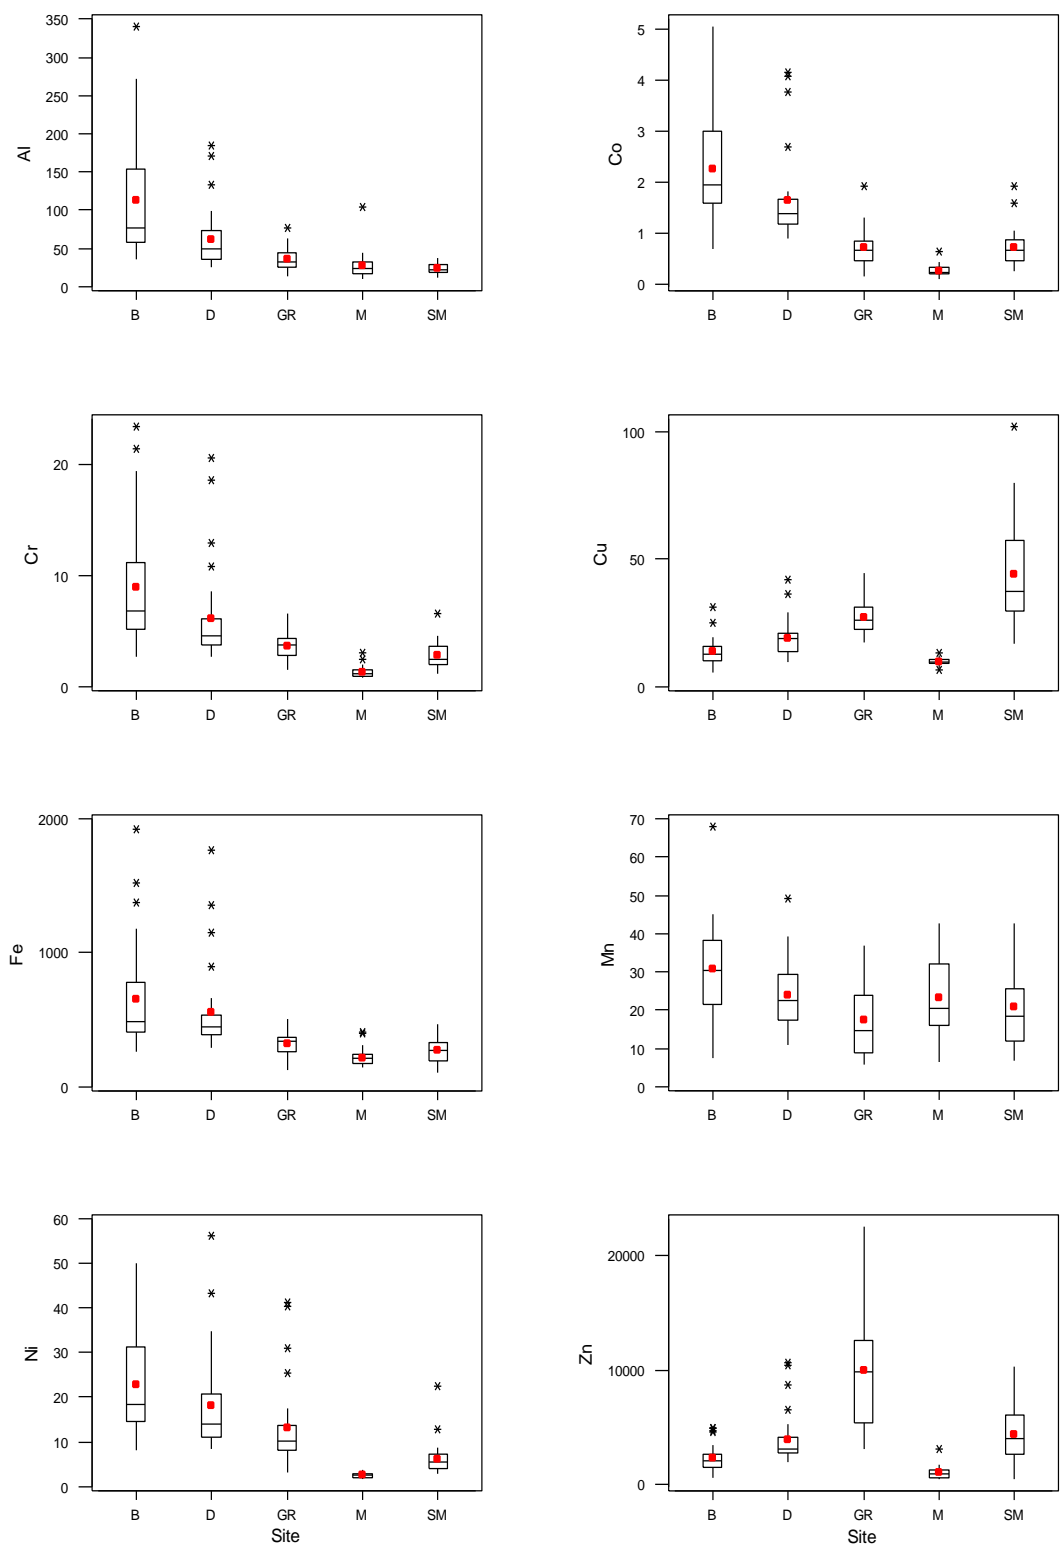 350
300
250
200
150
100
50
0
Al
B D GR M SM
5
4
3
2
1
0
Co
B D GR M SM
20
10
0
Cr
B D GR M SM
100
50
0
Cu
B D GR M SM
2000
1000
0
Fe
B D GR M SM
70
60
50
40
30
20
10
0
Mn
B D GR M SM
60
50
40
30
20
10
0
Ni
B D GR M SM
Site
20000
10000
0
Zn
B D GR M SM
Site